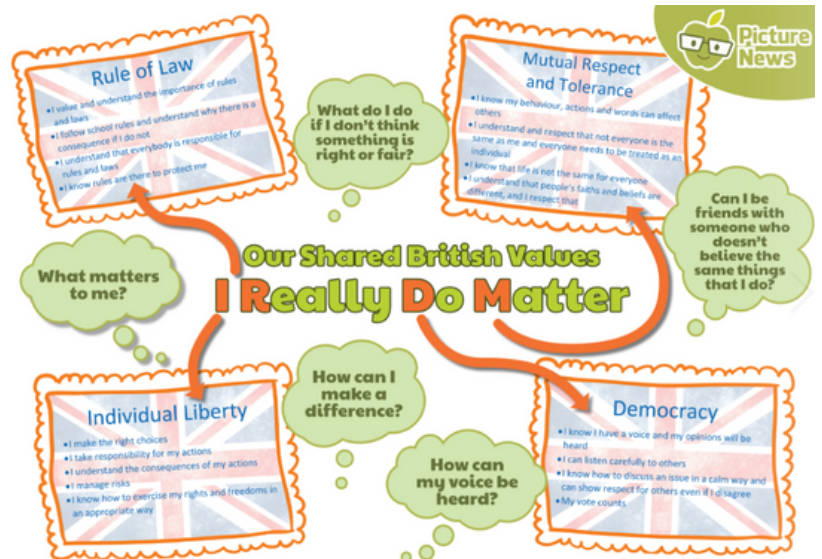 Picture
News
Rule of Law
•I value and understand the importance of rules
and laws
•I follow school rules and understand why there is a
consequence if I do not
•I understand that everybody is responsible for
rules and laws
•I know rules are there to protect me
What do I do
if I don't think
something is
right or fair?
Mutual Respect
and Tolerance
•I know my behaviour, actions and words can affect
others
•I understand and respect that not everyone is the
same as me and everyone needs to be treated as an
individual
•I know that life is not the same for everyone
•I understand that people's faiths and beliefs are
different, and I respect that
What matters
to me?
Our Shared British Values
I Really Do Matter
Can I be
friends with
someone who
doesn't
believe the
same things
that I do?
Individual Liberty
•I make the right choices
•I take responsibility for my actions
•I understand the consequences of my actions
•I manage risks
•I know how to exercise my rights and freedoms in
an appropriate way
How can I
make a
difference?
How can
my voice be
heard?
Democracy
•I know I have a voice and my opinions will be
heard
•I can listen carefully to others
•I know how to discuss an issue in a calm way and
can show respect for others even if I disagree
•My vote counts